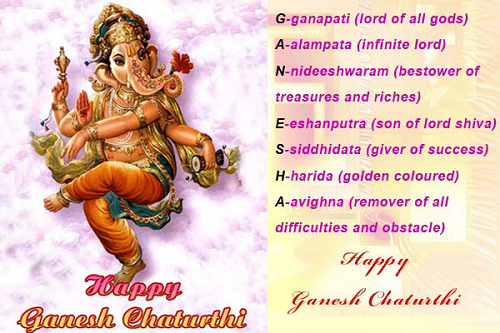 Happy
Ganesh Chaturthi
G-ganapati (lord of all gods)
A-alampata (infinite lord)
N-nideeshwaram (bestower of
treasures and riches)
E-eshanputra (son of lord shiva)
S-siddhidata (giver of success)
H-harida (golden coloured)
A-avighna (remover of all
difficulties and obstacle)
Happy
Ganesh Chaturthi